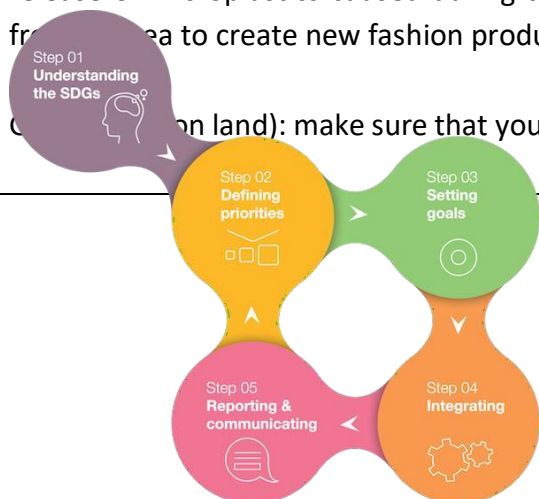 from
ea to create new fashion produ
on land): make sure that you
Step 01
Understanding
the SDGs
Step 02
Defining
priorities
Step 03
Setting
goals
Step 04
Integrating
Step 05
Reporting &
communicating